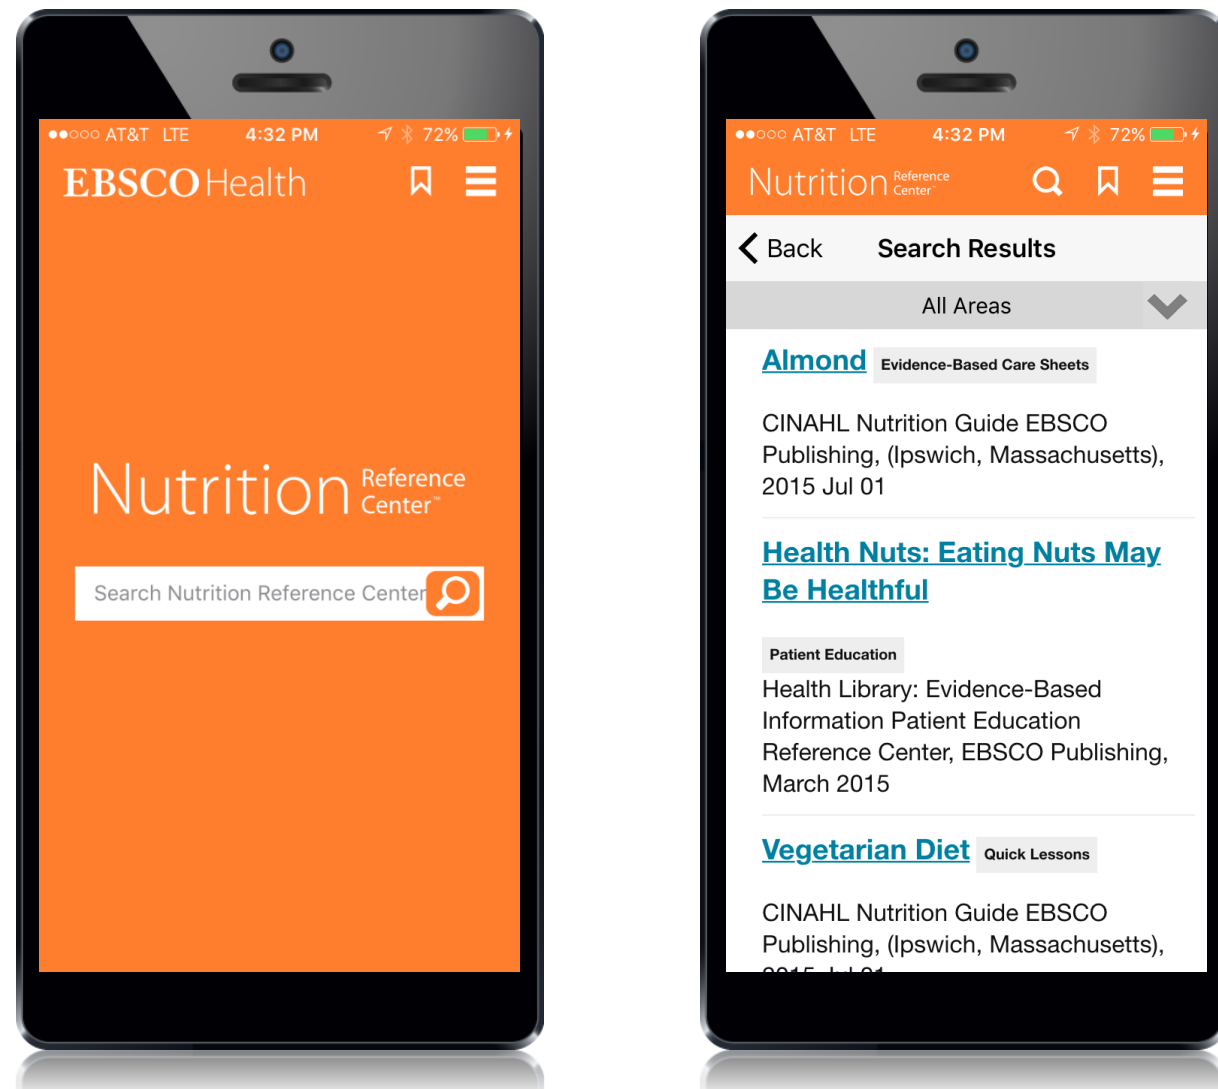 AT&T LTE 4:32 PM 72%
EBSCO Health
Nutrition Reference Center™
Search Nutrition Reference Center
AT&T LTE 4:32 PM 72%
Nutrition Reference Center™
Back Search Results
All Areas
Almond Evidence-Based Care Sheets
CINAHL Nutrition Guide EBSCO
Publishing, (Ipswich, Massachusetts),
2015 Jul 01
Health Nuts: Eating Nuts May
Be Healthful
Patient Education
Health Library: Evidence-Based
Information Patient Education
Reference Center, EBSCO Publishing,
March 2015
Vegetarian Diet Quick Lessons
CINAHL Nutrition Guide EBSCO
Publishing, (Ipswich, Massachusetts),